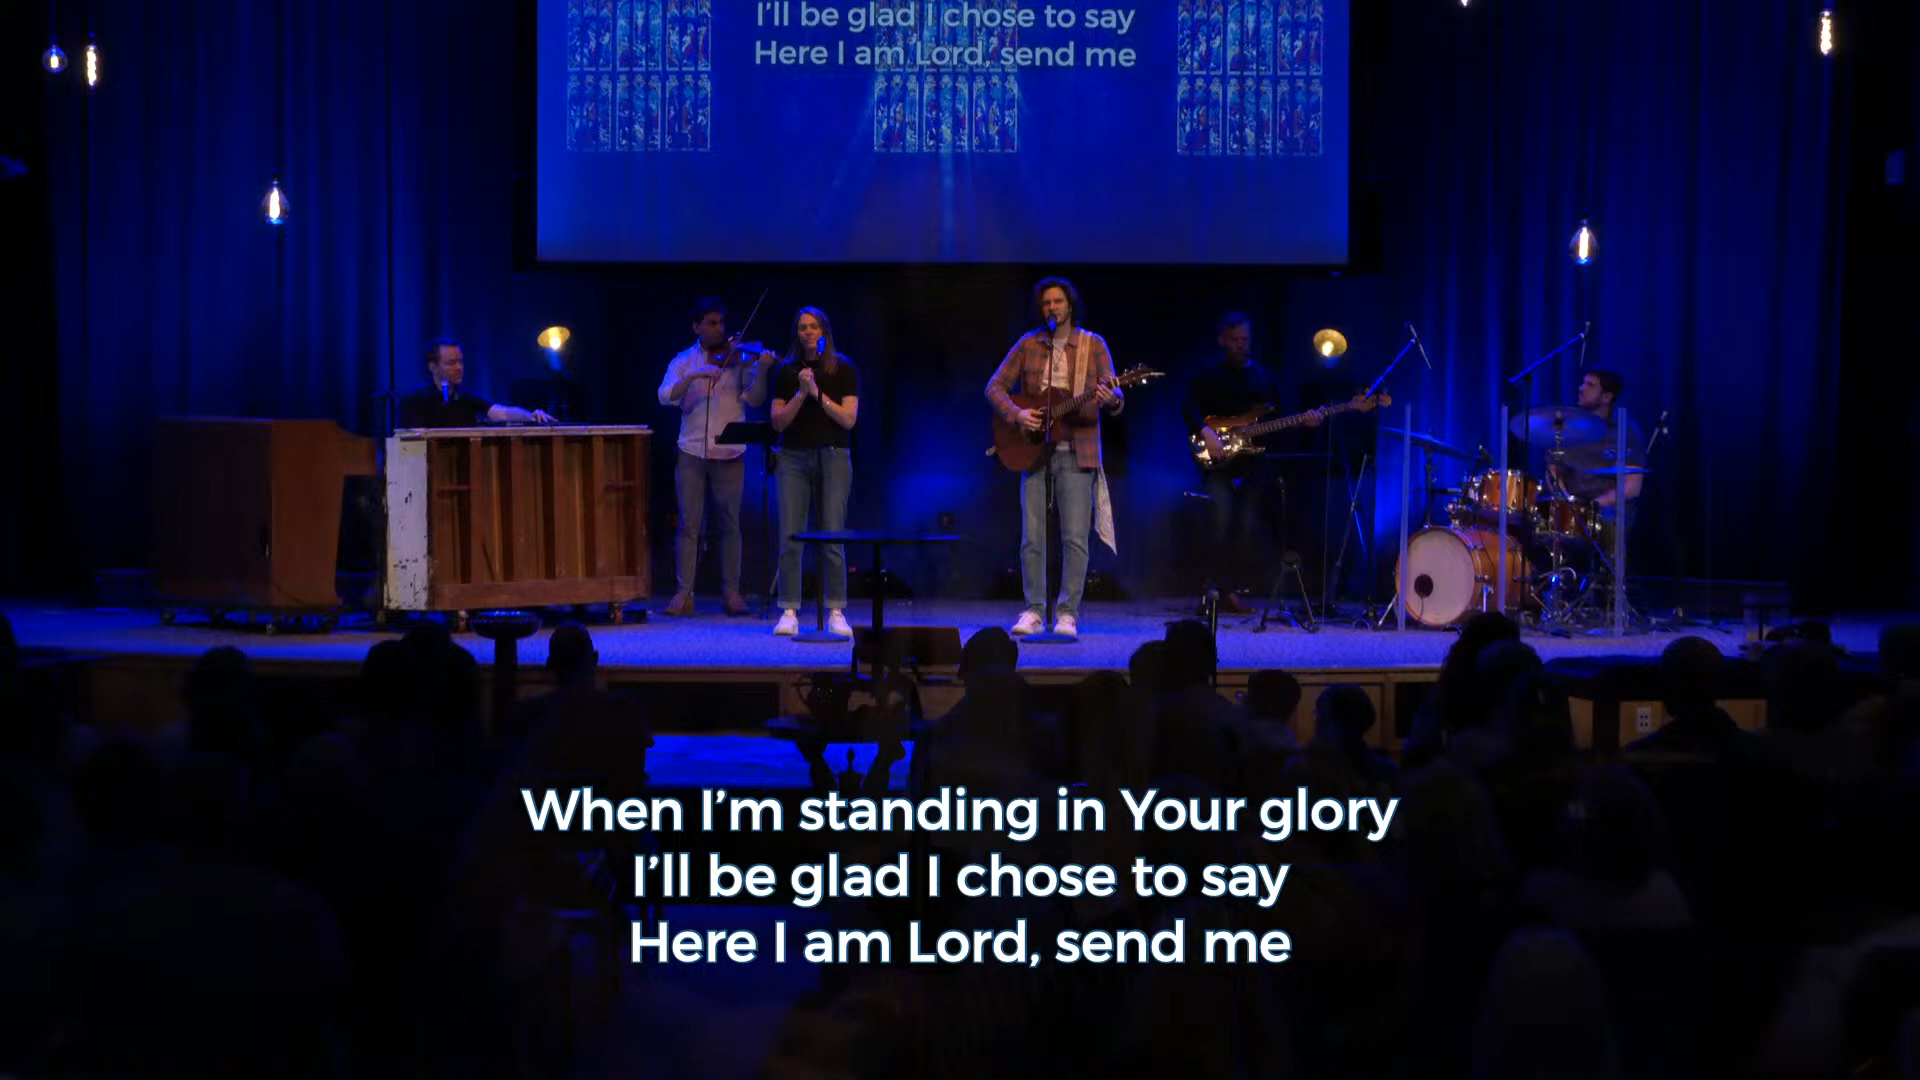 I'll be glad I chose to say
Here I am Lord, send me
When I'm standing in Your glory
I'll be glad I chose to say
Here I am Lord, send me